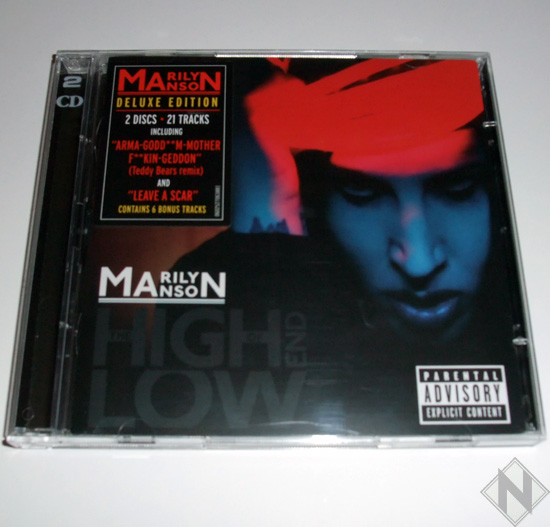 2
CD
MARILYN
MANSON
DELUXE EDITION
2 DISCS • 21 TRACKS
INCLUDING
"ARMA-GODD**M-MOTHER
F**KIN-GEDDON"
(Teddy Bears remix)
AND
"LEAVE A SCAR"
CONTAINS 6 BONUS TRACKS
MARILYN
MANSON
HIGH
END
LOW
PARENTAL
ADVISORY
EXPLICIT CONTENT
N